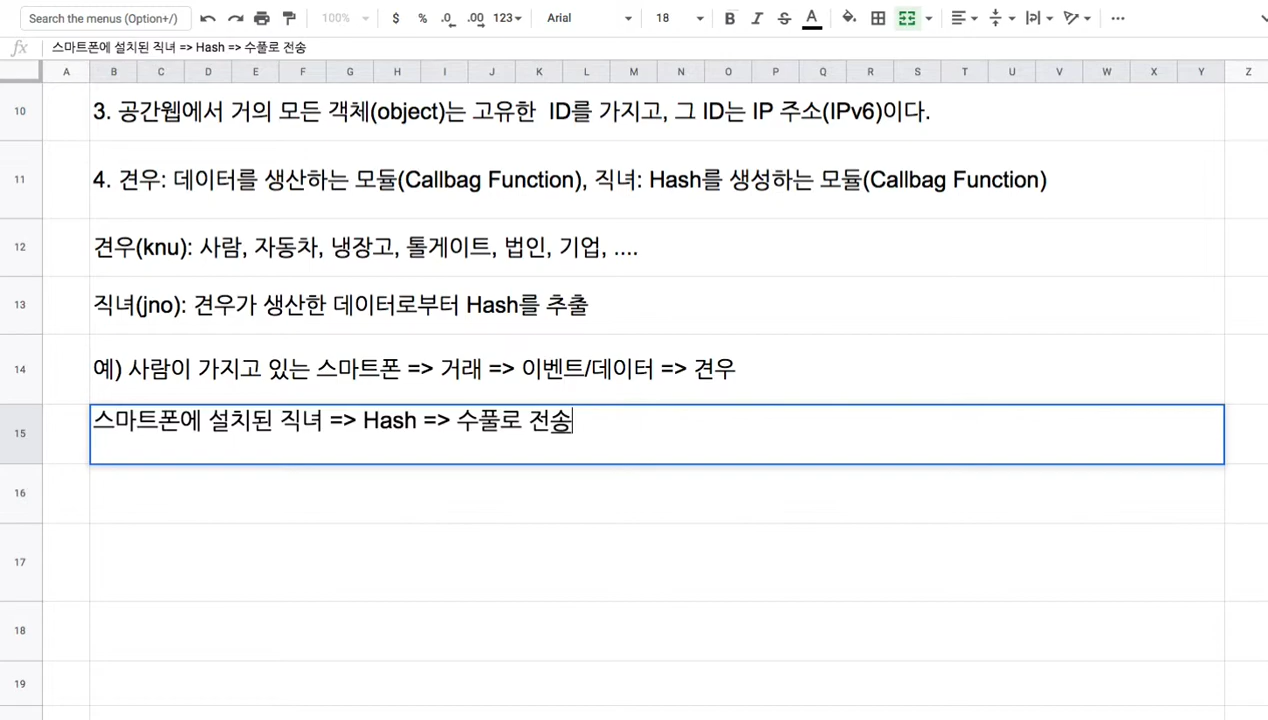 Search the menus (Option+/) 100% $ % .0 .00 123 Arial 18 B I S A
fx 스마트폰에 설치된 직녀 => Hash => 수풀로 전송
A B C D E F G H I J K L M N O P Q R S T U V W X Y Z
10 3. 공간웹에서 거의 모든 객체(object)는 고유한 ID를 가지고, 그 ID는 IP 주소(IPv6)이다.
11 4. 견우: 데이터를 생산하는 모듈(Callbag Function), 직녀: Hash를 생성하는 모듈(Callbag Function)
12 견우(knu): 사람, 자동차, 냉장고, 톨게이트, 법인, 기업, ....
13 직녀(jno): 견우가 생산한 데이터로부터 Hash를 추출
14 예) 사람이 가지고 있는 스마트폰 => 거래 => 이벤트/데이터 => 견우
15 스마트폰에 설치된 직녀 => Hash => 수풀로 전송
16
17
18
19